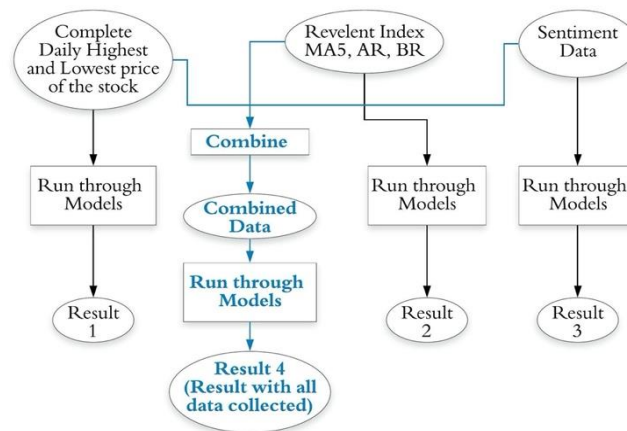 Complete
Daily Highest
and Lowest price
of the stock
Revelent Index
MA5, AR, BR
Sentiment
Data
Combine
Run through
Models
Combined
Data
Run through
Models
Run through
Models
Run through
Models
Result
1
Result 4
(Result with all
data collected)
Result
2
Result
3